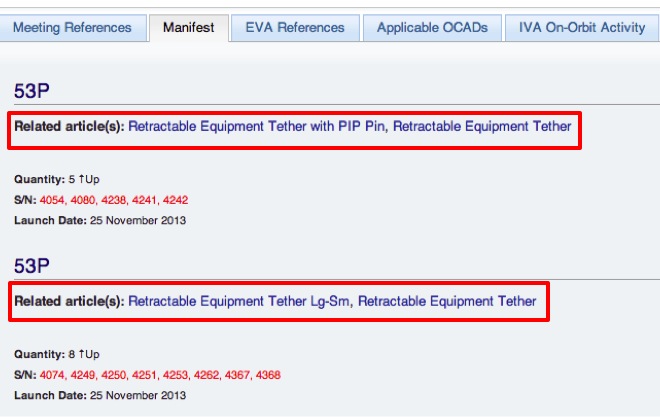 Meeting References Manifest EVA References Applicable OCADs IVA On-Orbit Activity
53P
Related article(s): Retractable Equipment Tether with PIP Pin, Retractable Equipment Tether
Quantity: 5 ↑Up
S/N: 4054, 4080, 4238, 4241, 4242
Launch Date: 25 November 2013
53P
Related article(s): Retractable Equipment Tether Lg-Sm, Retractable Equipment Tether
Quantity: 8 ↑Up
S/N: 4074, 4249, 4250, 4251, 4253, 4262, 4367, 4368
Launch Date: 25 November 2013